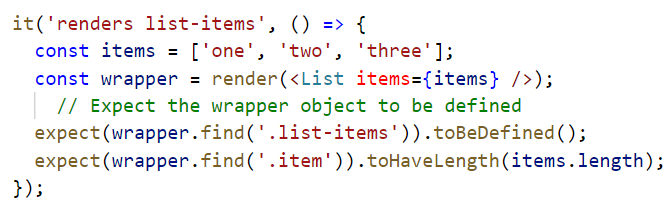 it('renders list-items', () => {
  const items = ['one', 'two', 'three'];
  const wrapper = render(<List items={items} />);
    // Expect the wrapper object to be defined
  expect(wrapper.find('.list-items')).toBeDefined();
  expect(wrapper.find('.item')).toHaveLength(items.length);
});